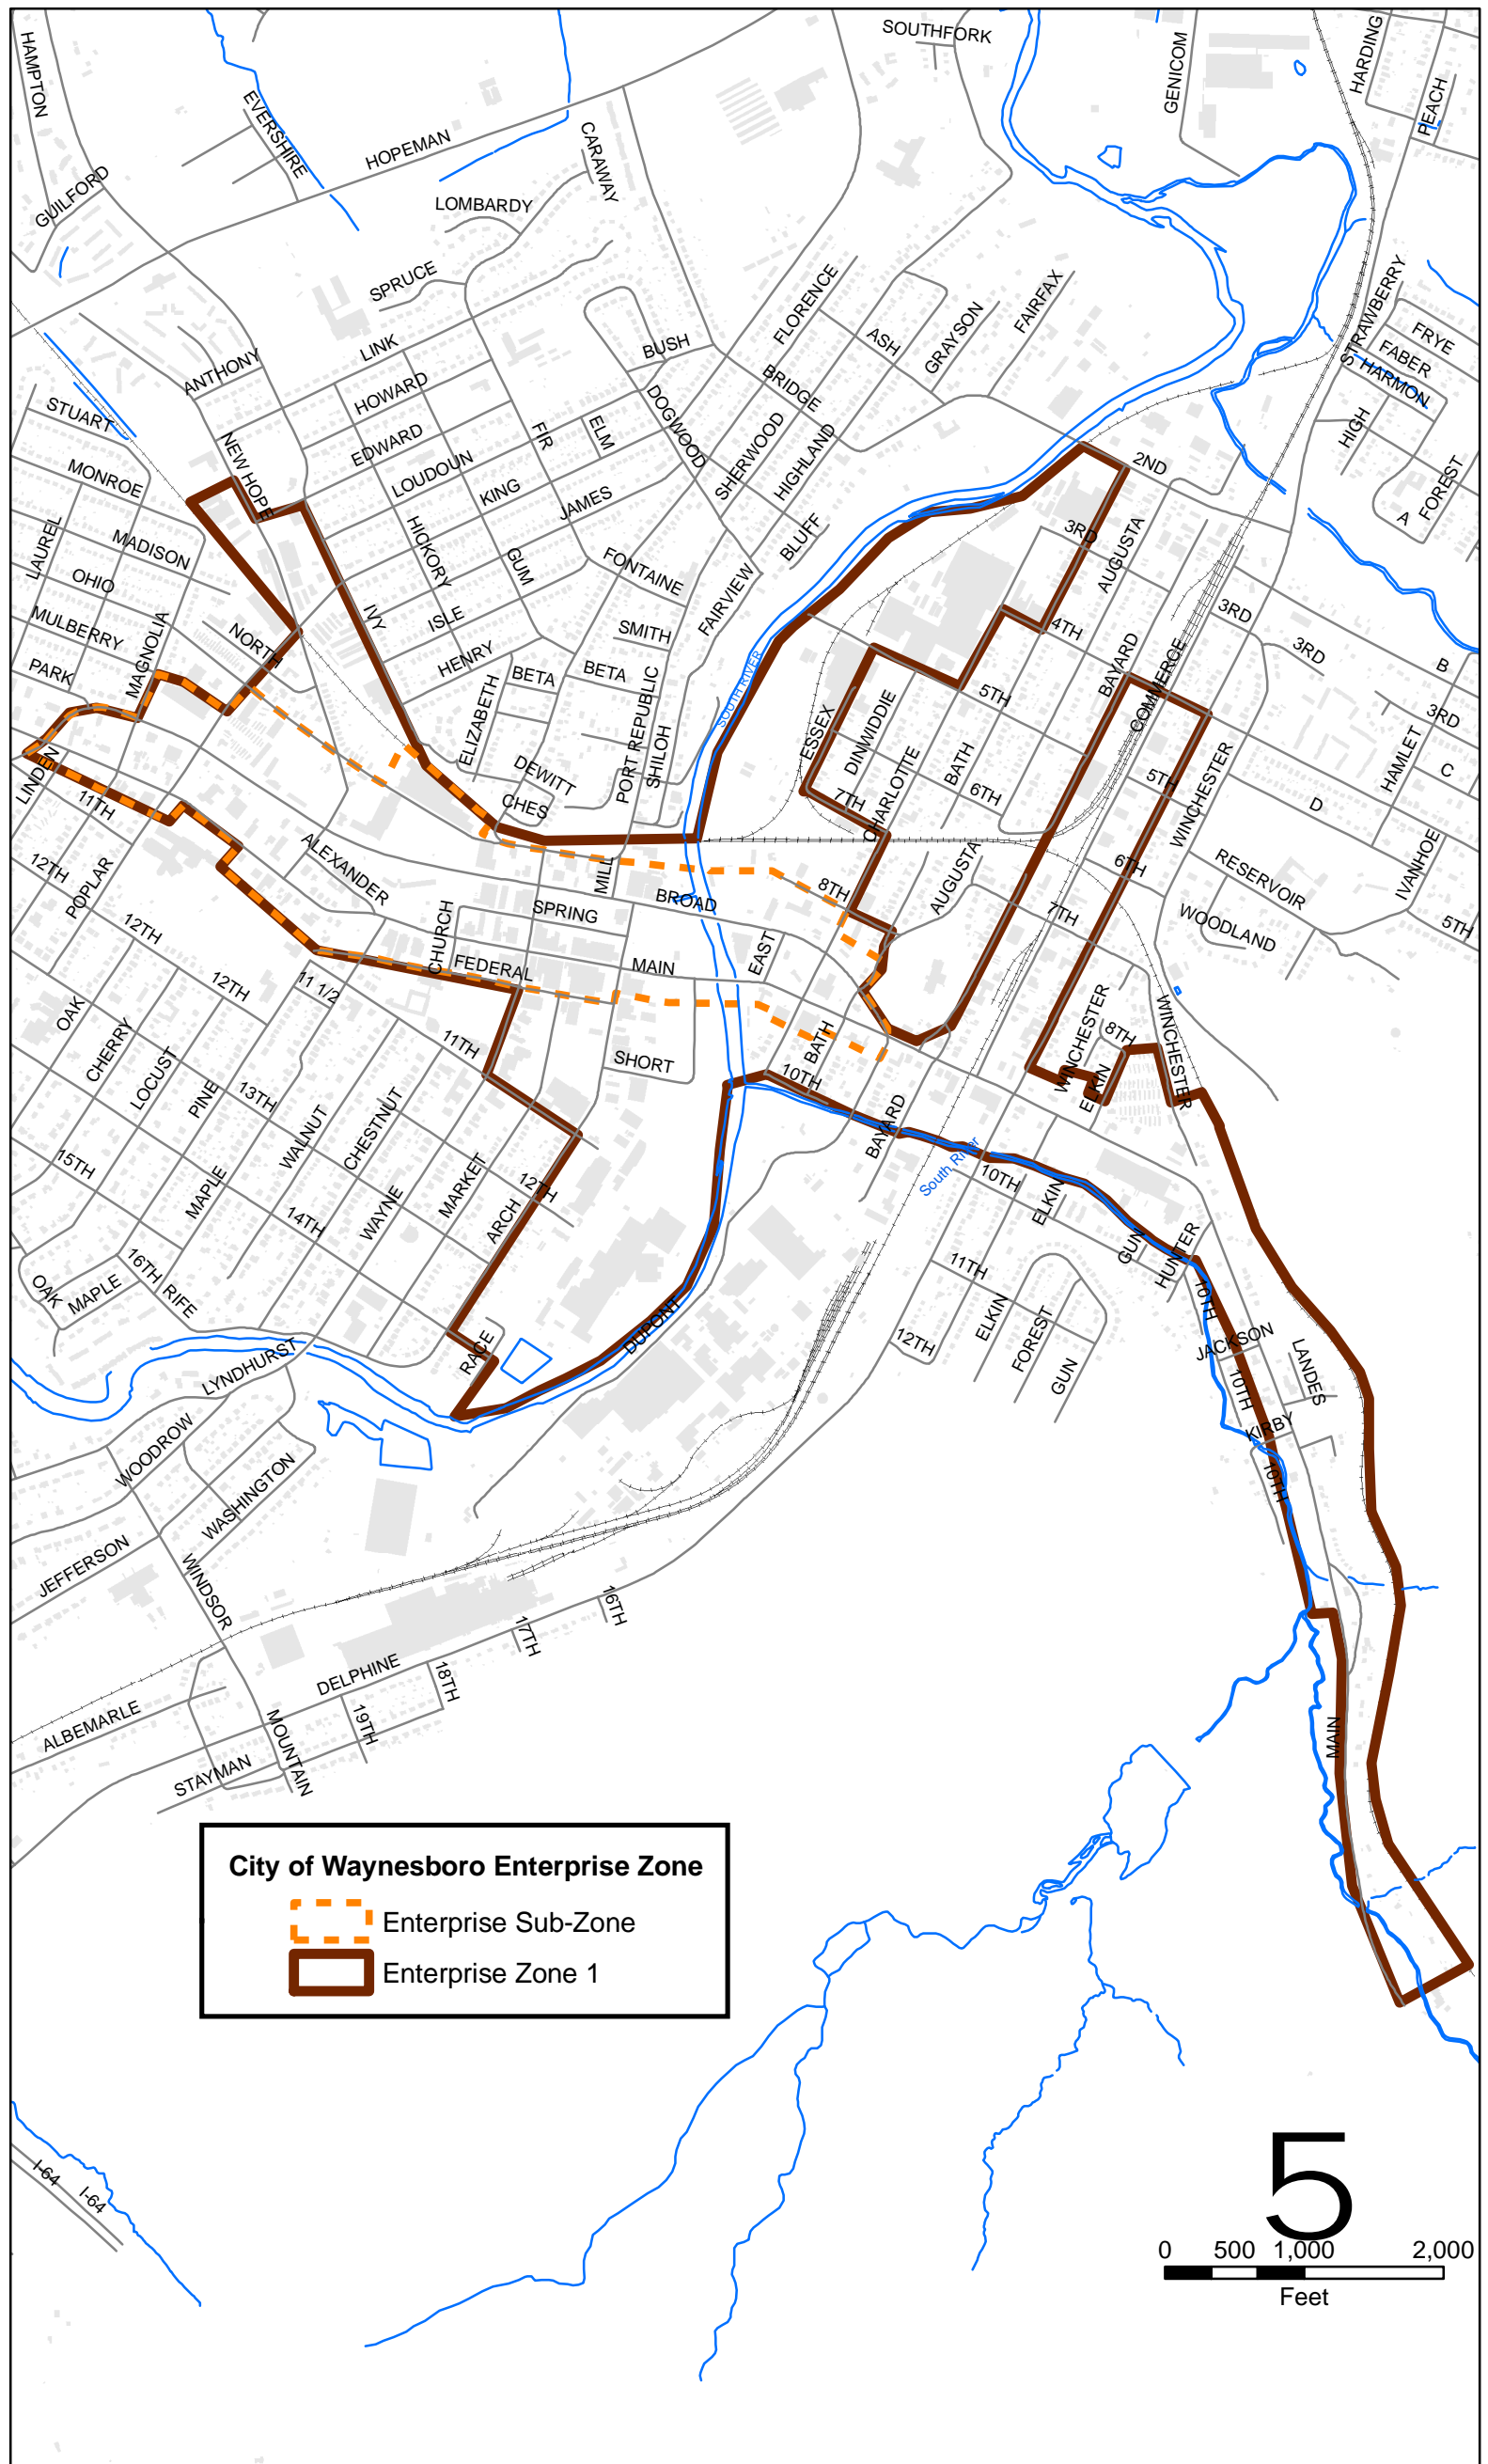 SOUTHFORK
HAMPTON
EVERSHIRE
HOPEMAN
CARAWAY
GENICOM
HARDING
PEACH
GUILFORD
LOMBARDY
SPRUCE
FLORENCE
ASH
GRAYSON
FAIRFAX
STRAWBERRY
FRYE
FABER
HARMON
ANTHONY
LINK
BUSH
BRIDGE
HOWARD
STUART
NEW HOPE
EDWARD
FIR
ELM
DOGWOOD
SHERWOOD
HIGHLAND
HIGH
2ND
FOREST
A
MONROE
LOUDOUN
KING
JAMES
LAUREL
MADISON
HICKORY
GUM
BLUFF
3RD
AUGUSTA
OHIO
FONTAINE
FAIRVIEW
IVY
ISLE
SMITH
4TH
3RD
3RD
MULBERRY
MAGNOLIA
NORTH
HENRY
BETA
BETA
BAYARD
COMMERCE
B
PARK
ELIZABETH
PORT REPUBLIC
SHILOH
SOUTH RIVER
ESSEX
DINWIDDIE
5TH
3RD
HAMLET
LINDEN
DEWITT
CHARLOTTE
BATH
6TH
5TH
WINCHESTER
C
D
11TH
CHES
7TH
12TH
ALEXANDER
MILL
8TH
AUGUSTA
6TH
RESERVOIR
IVANHOE
POPLAR
CHURCH
SPRING
BROAD
7TH
WOODLAND
5TH
12TH
FEDERAL
MAIN
EAST
12TH
11 1/2
OAK
CHERRY
LOCUST
PINE
11TH
SHORT
BATH
10TH
WINCHESTER
8TH
ELKIN
WINCHESTER
13TH
WALNUT
CHESTNUT
BAYARD
South River
15TH
MAPLE
14TH
WAYNE
MARKET
ARCH
12TH
10TH
ELKIN
GUN
HUNTER
OAK
MAPLE
16TH
RIFE
11TH
10TH
LYNDHURST
RACE
DUPONT
12TH
ELKIN
FOREST
GUN
JACKSON
10TH
LANDES
KIRBY
10TH
WOODROW
WASHINGTON
JEFFERSON
WINDSOR
16TH
17TH
18TH
19TH
DELPHINE
ALBEMARLE
MOUNTAIN
STAYMAN
MAIN
City of Waynesboro Enterprise Zone
Enterprise Sub-Zone
Enterprise Zone 1
I-64
I-64
5
0 500 1,000 2,000
Feet